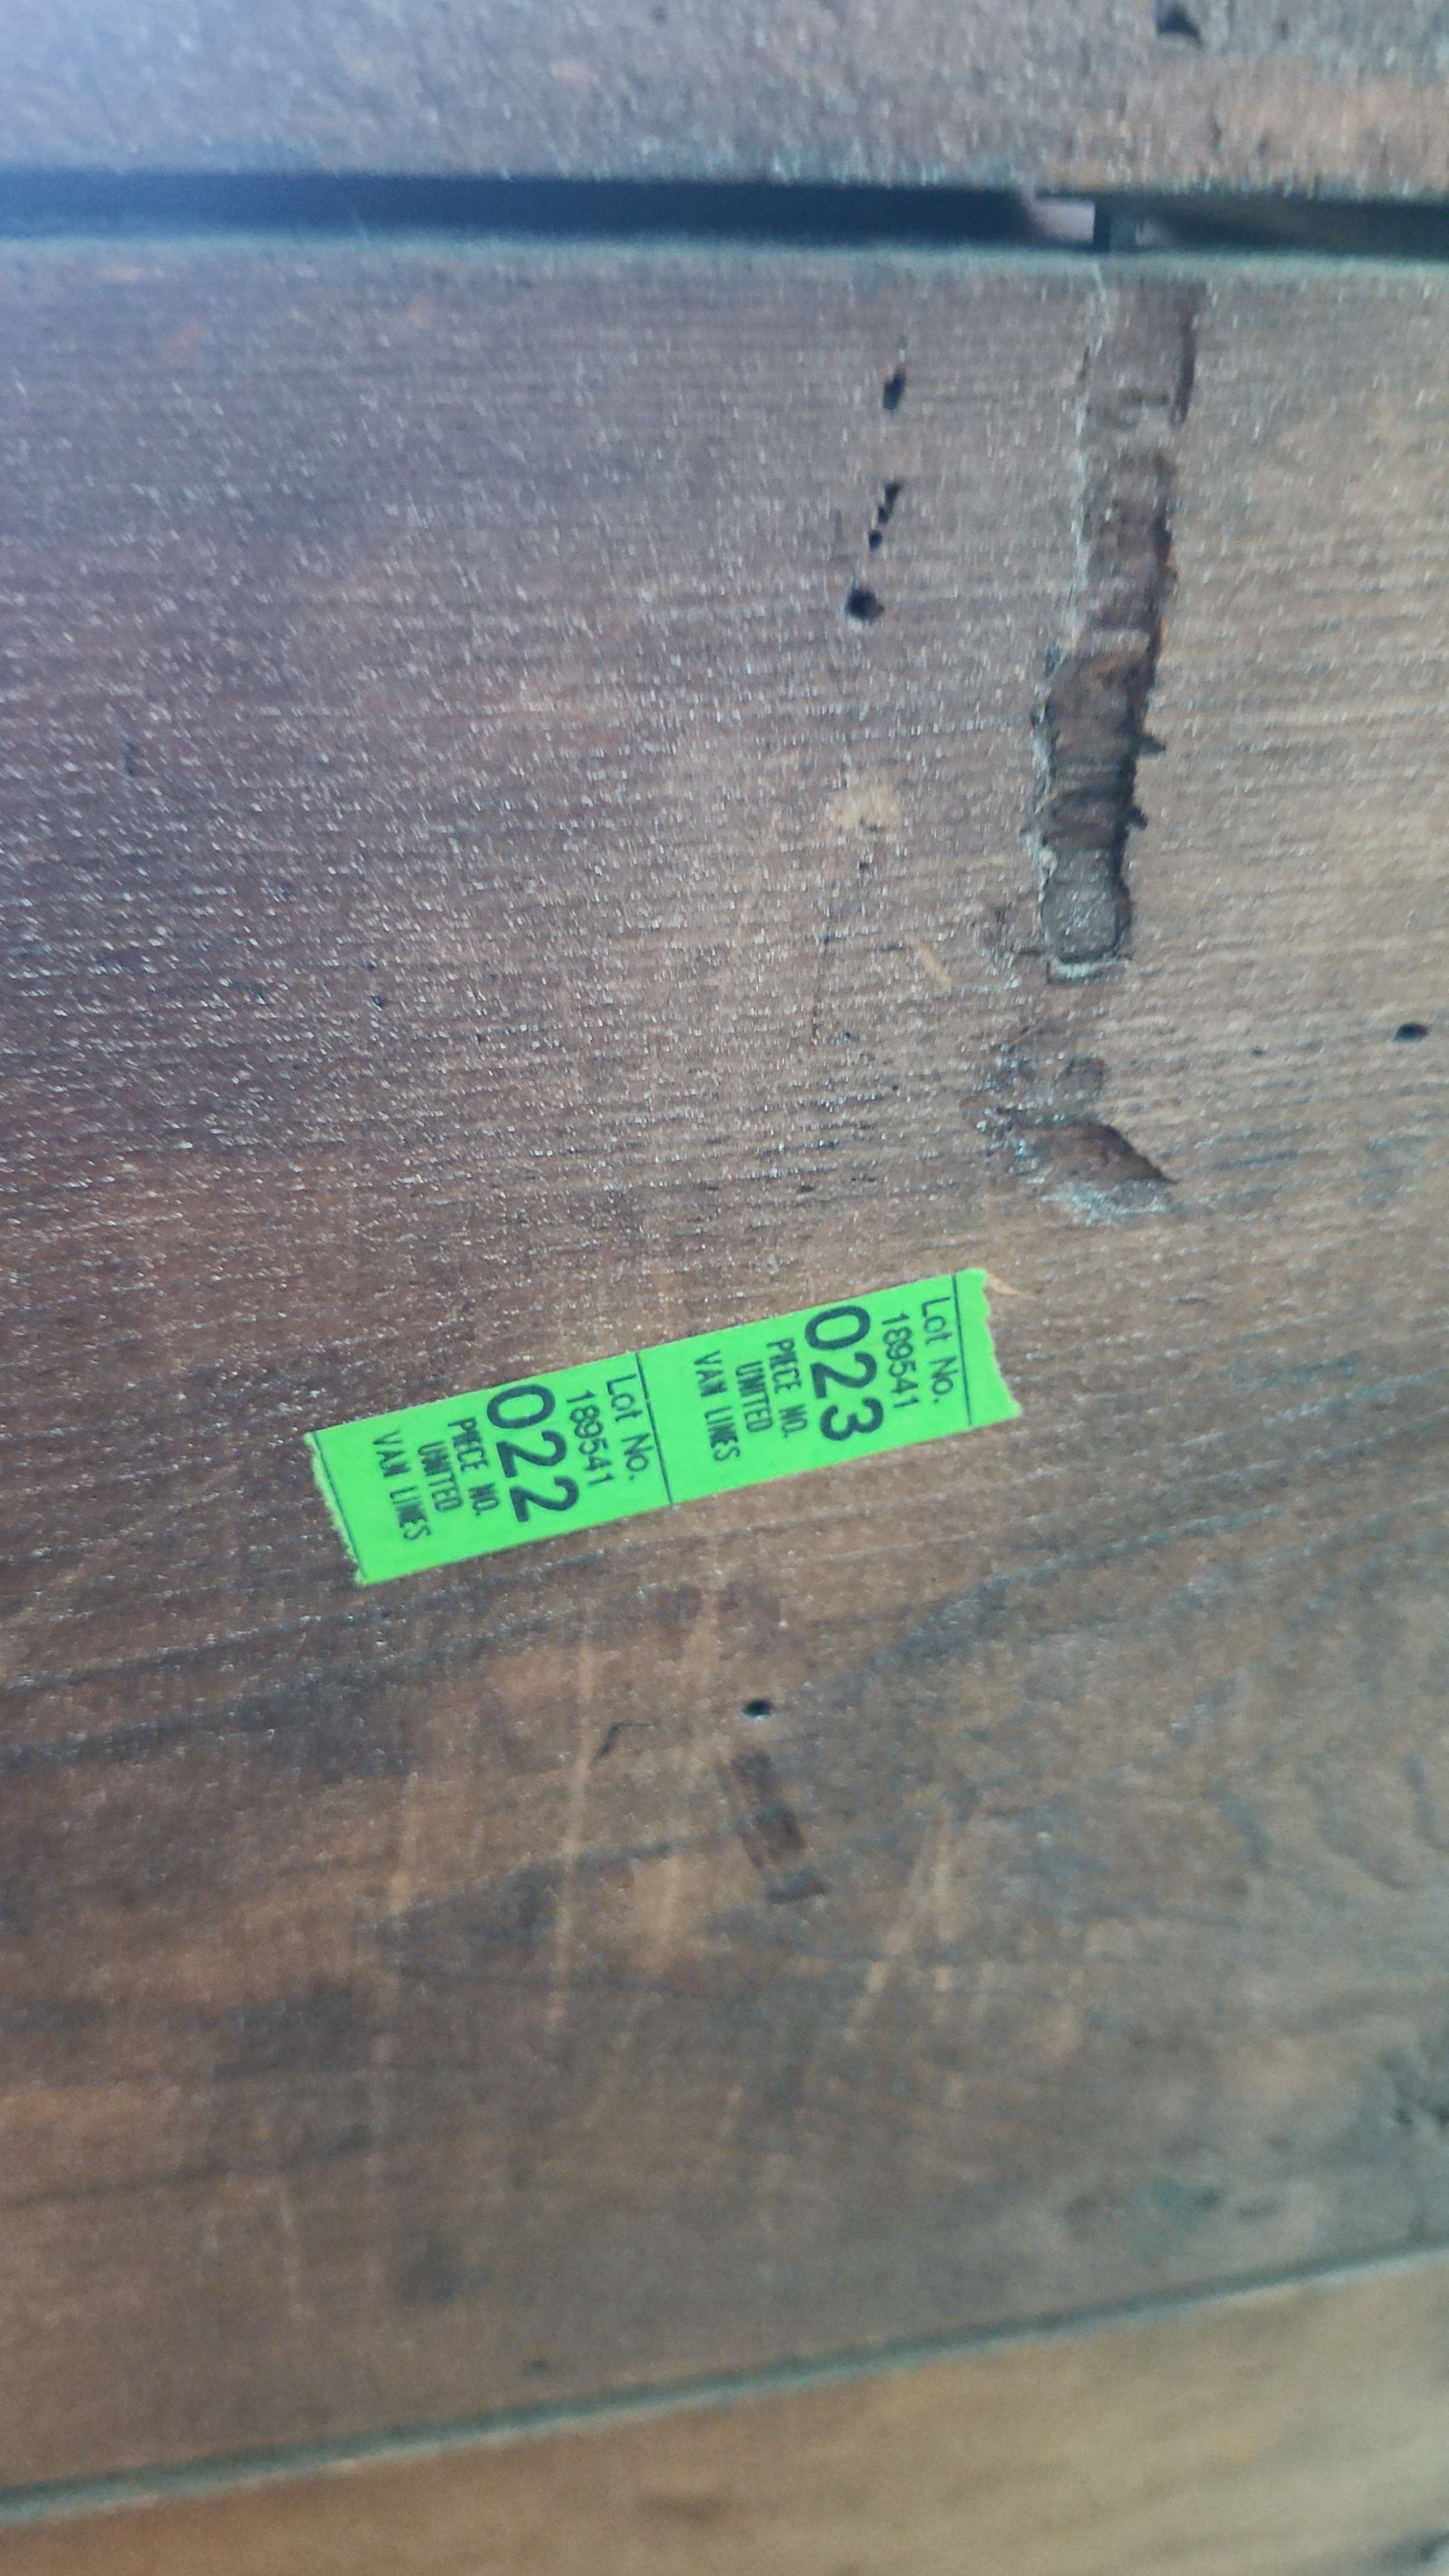 Lot No.
189541
023
PIECE NO.
UNITED
VAN LINES
Lot No.
189541
022
PIECE NO.
UNITED
VAN LINES